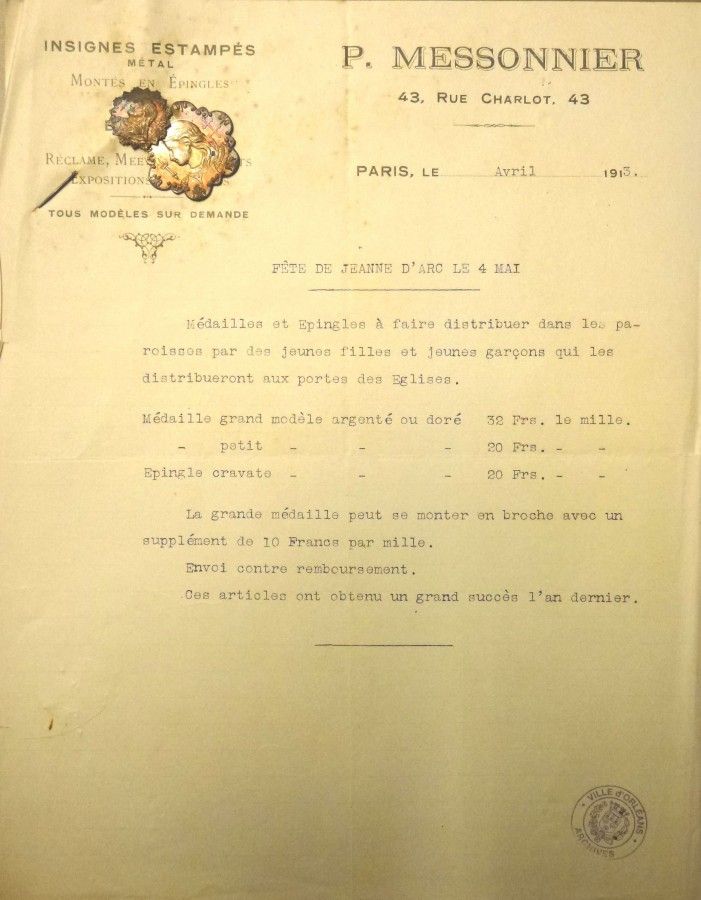 INSIGNES ESTAMPÉS
MÉTAL
MONTÉS EN ÉPINGLES
RÉCLAME,
EXPOSITIONS
TOUS MODÈLES SUR DEMANDE
P. MESSONNIER
43, RUE CHARLOT, 43
PARIS, LE Avril 1913.
FÊTE DE JEANNE D'ARC LE 4 MAI
Médailles et Epingles à faire distribuer dans les pa-
roisses par des jeunes filles et jeunes garçons qui les
distribueront aux portes des Eglises.
Médaille grand modèle argenté ou doré 32 Frs. le mille.
- petit - - - 20 Frs. - -
Epingle cravate - - - 20 Frs. - -
La grande médaille peut se monter en broche avec un
supplément de 10 Francs par mille.
Envoi contre remboursement.
Ces articles ont obtenu un grand succès l'an dernier.
VILLE d'ORLÉANS
ARCHIVES